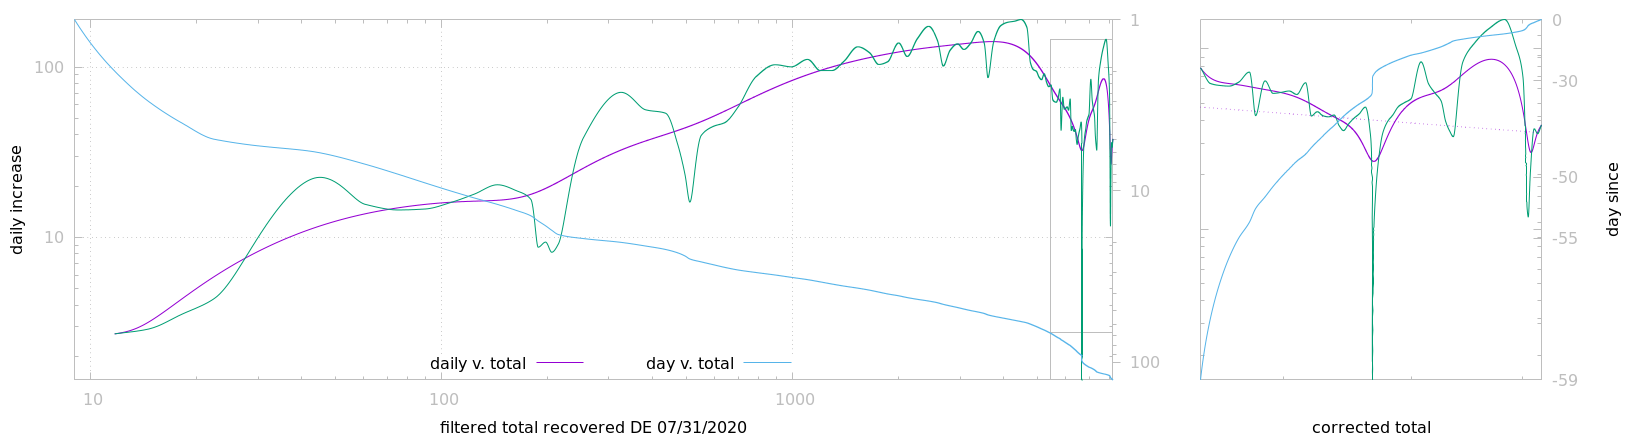 1
0
100
-30
daily increase
10
-50
day since
10
-55
daily v. total
day v. total
100
-59
10
100
1000
filtered total recovered DE 07/31/2020
corrected total